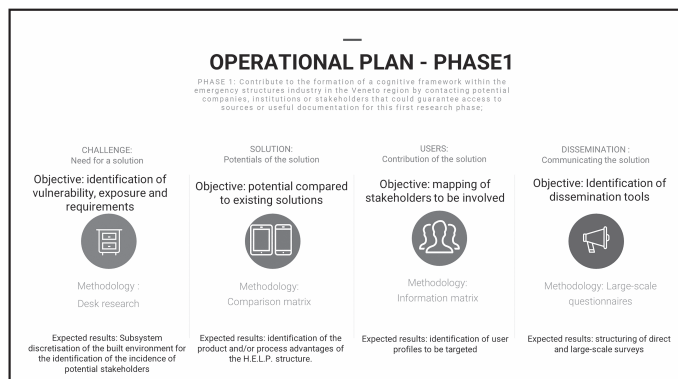 OPERATIONAL PLAN - PHASE1
PHASE 1: Contribute to the formation of a cognitive framework within the
emergency structures industry in the Veneto region by contacting potential
companies, institutions or stakeholders that could guarantee access to
sources or useful documentation for this first research phase;
CHALLENGE:
Need for a solution
Objective: identification of
vulnerability, exposure and
requirements
Methodology :
Desk research
Expected results: Subsystem
discretisation of the built environment for
the identification of the incidence of
potential stakeholders
SOLUTION:
Potentials of the solution
Objective: potential compared
to existing solutions
Methodology:
Comparison matrix
Expected results: identification of the
product and/or process advantages of
the H.E.L.P. structure.
USERS:
Contribution of the solution
Objective: mapping of
stakeholders to be involved
Methodology:
Information matrix
Expected results: identification of user
profiles to be targeted
DISSEMINATION :
Communicating the solution
Objective: Identification of
dissemination tools
Methodology: Large-scale
questionnaires
Expected results: structuring of direct
and large-scale surveys